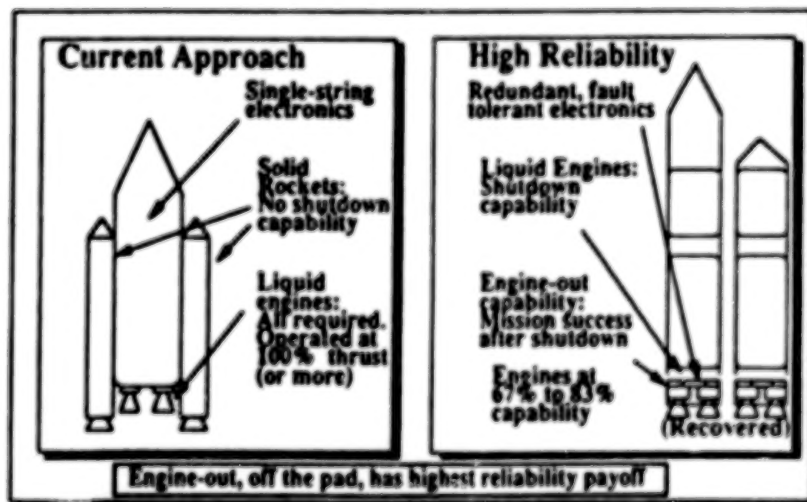 Current Approach
Single-string
electronics
Solid
Rockets:
No shutdown
capability
Liquid
engines:
All required.
Operated at
100% thrust
(or more)
High Reliability
Redundant, fault
tolerant electronics
Liquid Engines:
Shutdown
capability
Engine-out
capability:
Mission success
after shutdown
Engines at
67% to 83%
capability
(Recovered)
Engine-out, off the pad, has highest reliability payoff